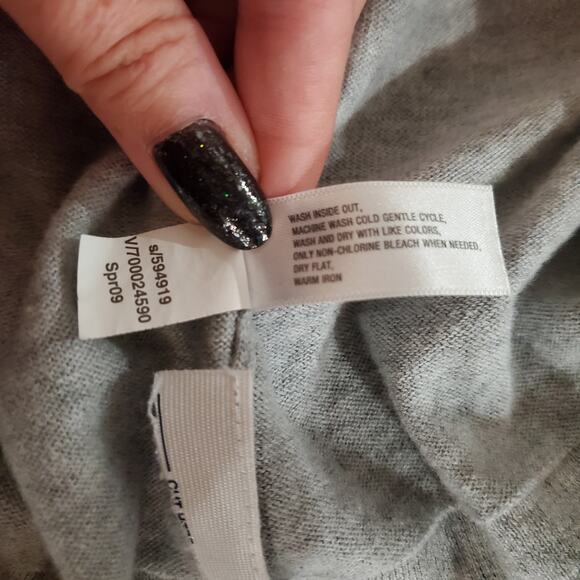 WASH INSIDE OUT,
MACHINE WASH COLD GENTLE CYCLE,
WASH AND DRY WITH LIKE COLORS,
ONLY NON-CHLORINE BLEACH WHEN NEEDED,
DRY FLAT,
WARM IRON
s/594919
V/700024590
Spr09